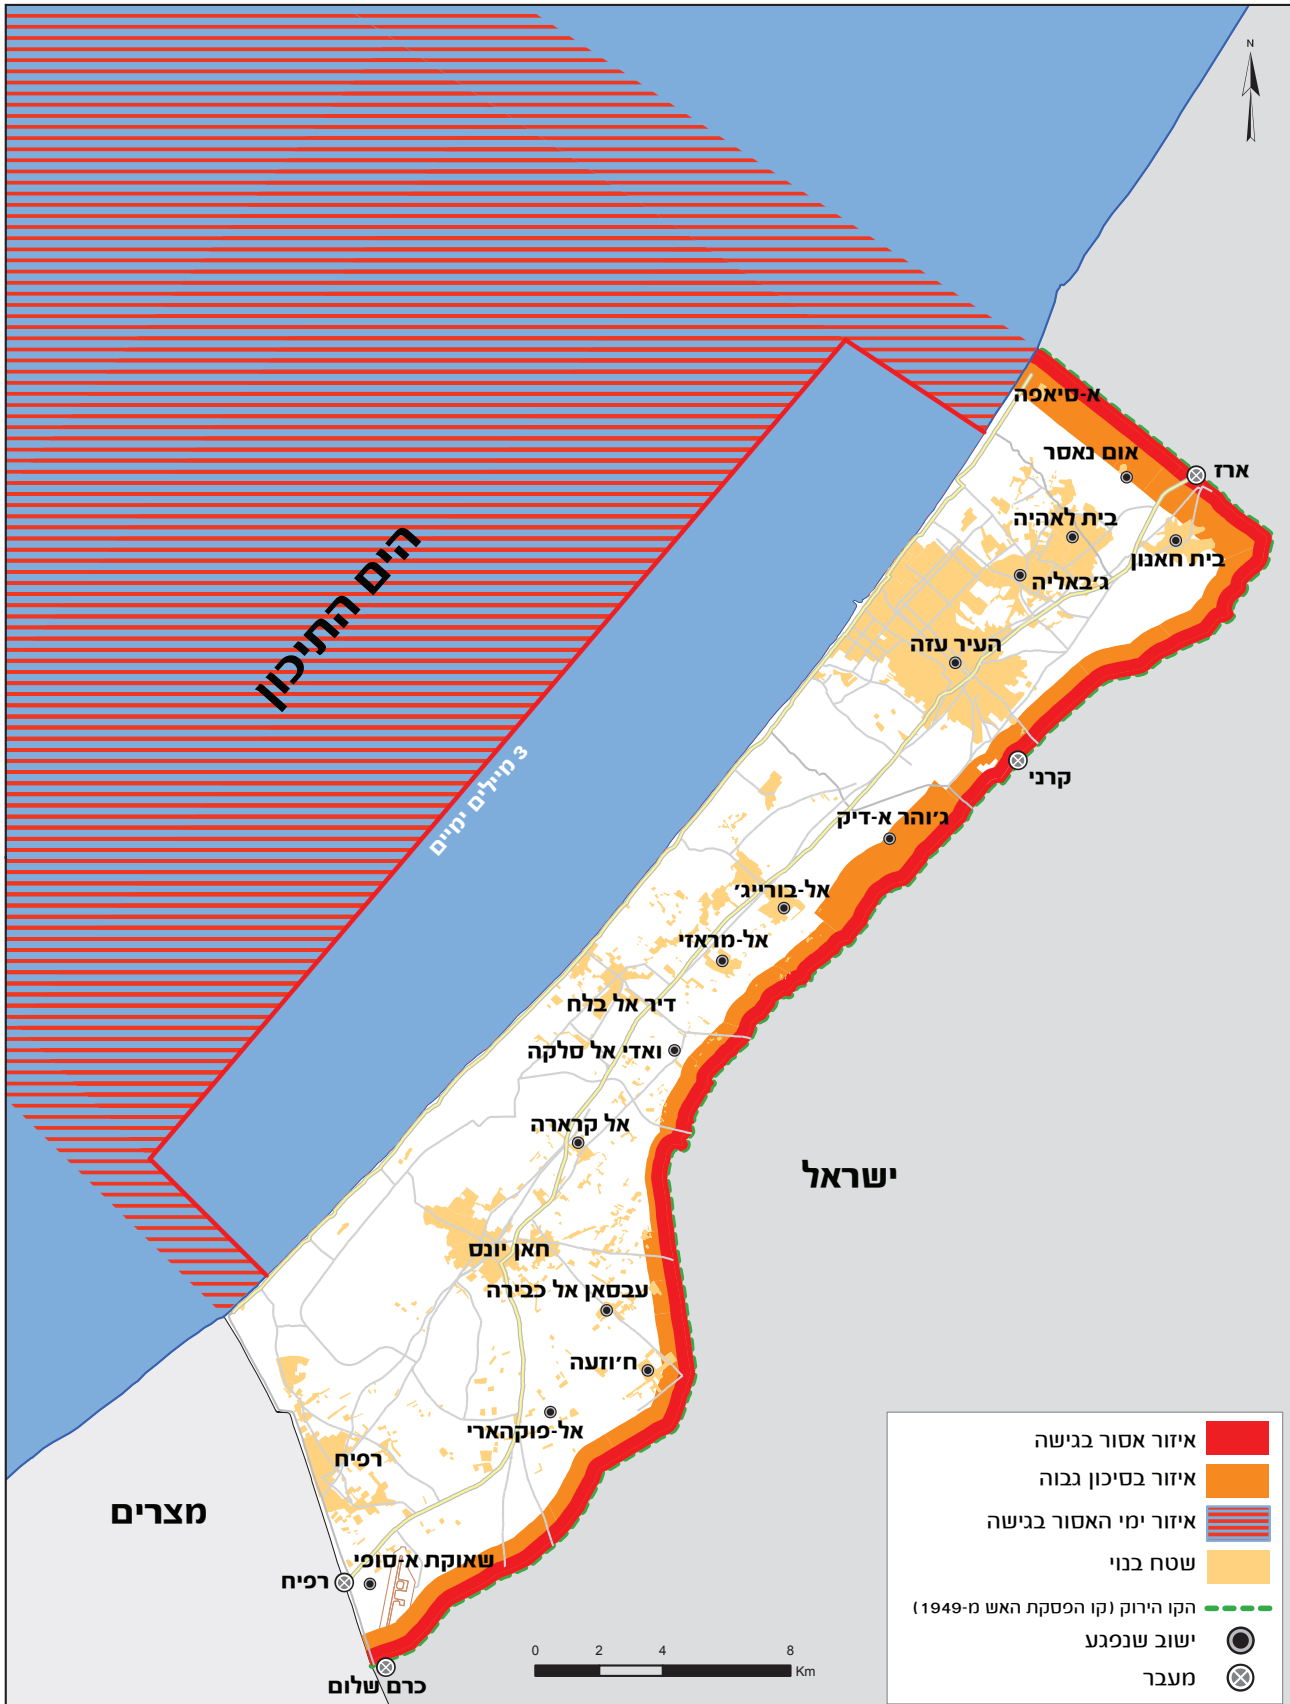 N
א-סיאפה
אום נאסר
ארז
בית לאהיה
בית חאנון
ג'באליה
העיר עזה
הים התיכון
3 מיילים ימיים
קרני
ג'והר א-דיק
אל-בורייג'
אל-מראזי
דיר אל בלח
ואדי אל סלקה
אל קרארה
ישראל
חאן יונס
עבסאן אל כבירה
ח'וזעה
אל-פוקהארי
רפיח
מצרים
שאוקת א-סופי
רפיח
כרם שלום
0 2 4 8
Km
איזור אסור בגישה
איזור בסיכון גבוה
איזור ימי האסור בגישה
שטח בנוי
הקו הירוק (קו הפסקת האש מ-1949)
ישוב שנפגע
מעבר